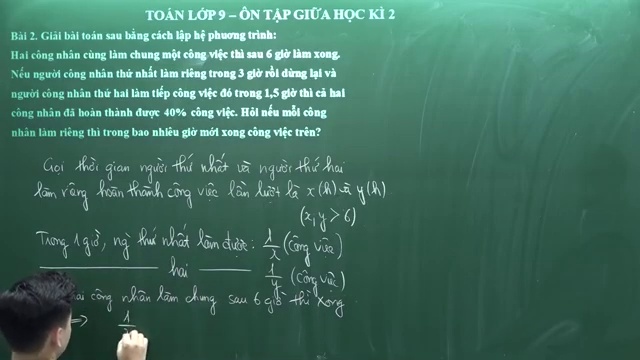 TOÁN LỚP 9 – ÔN TẬP GIỮA HỌC KÌ 2
Bài 2. Giải bài toán sau bằng cách lập hệ phương trình:
Hai công nhân cùng làm chung một công việc thì sau 6 giờ làm xong.
Nếu người công nhân thứ nhất làm riêng trong 3 giờ rồi dừng lại và
người công nhân thứ hai làm tiếp công việc đó trong 1,5 giờ thì cả hai
công nhân đã hoàn thành được 40% công việc. Hỏi nếu mỗi công
nhân làm riêng thì trong bao nhiêu giờ mới xong công việc trên?
Gọi thời gian người thứ nhất và người thứ hai
làm riêng hoàn thành công việc lần lượt là x (h) và y (h)
(x, y > 6)
Trong 1 giờ, ng` thứ nhất làm được: 1/x (công việc)
hai 1/y (công việc)
công nhân làm chung sau 6 giờ thì xong
=> 1